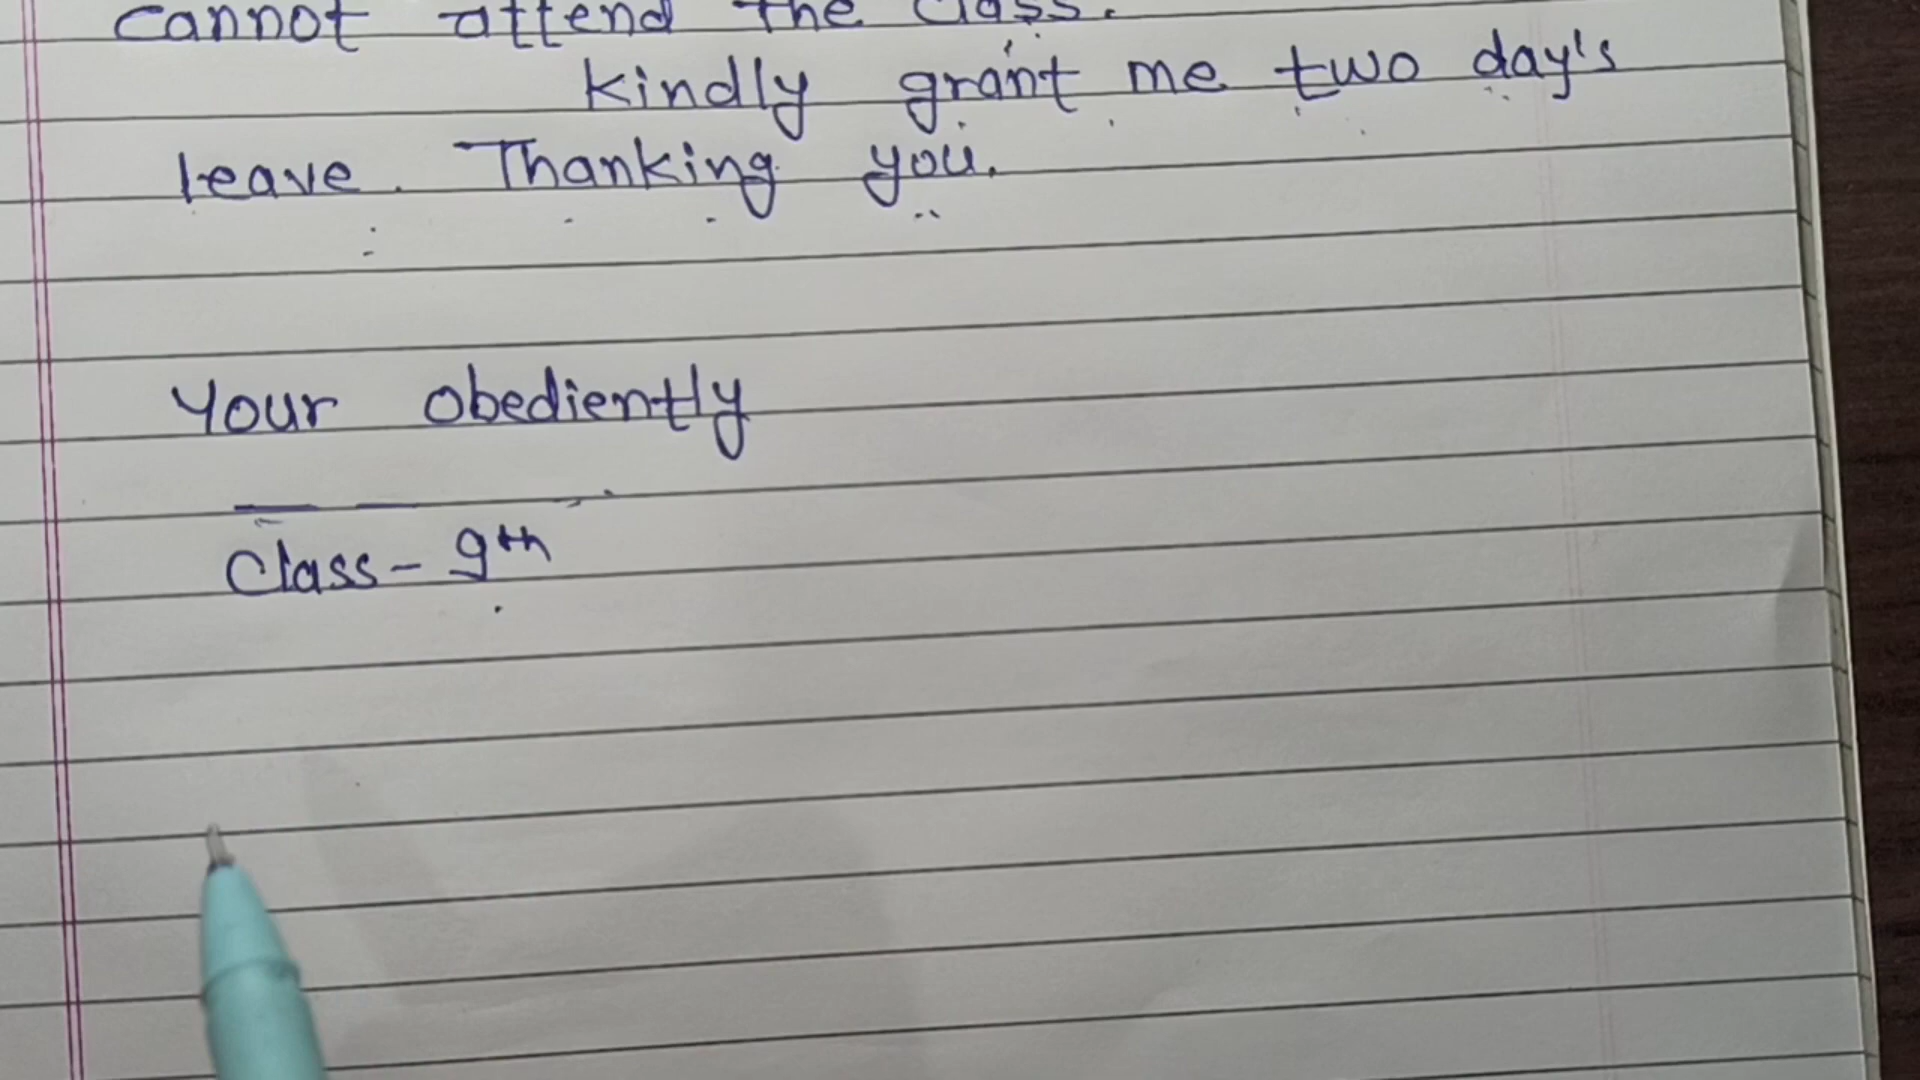 cannot attend the class.
kindly grant me two day's
leave. Thanking you.
Your obediently
Class - 9th